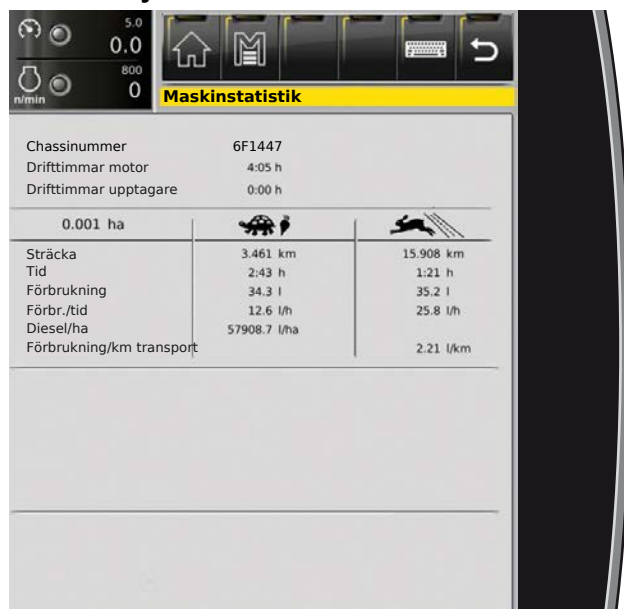 5.0
0.0
800
0
n/min
Maskinstatistik
Chassinummer 6F1447
Drifttimmar motor 4:05 h
Drifttimmar upptagare 0:00 h
0.001 ha
Sträcka 3.461 km 15.908 km
Tid 2:43 h 1:21 h
Förbrukning 34.3 l 35.2 l
Förbr./tid 12.6 l/h 25.8 l/h
Diesel/ha 57908.7 l/ha
Förbrukning/km transport 2.21 l/km